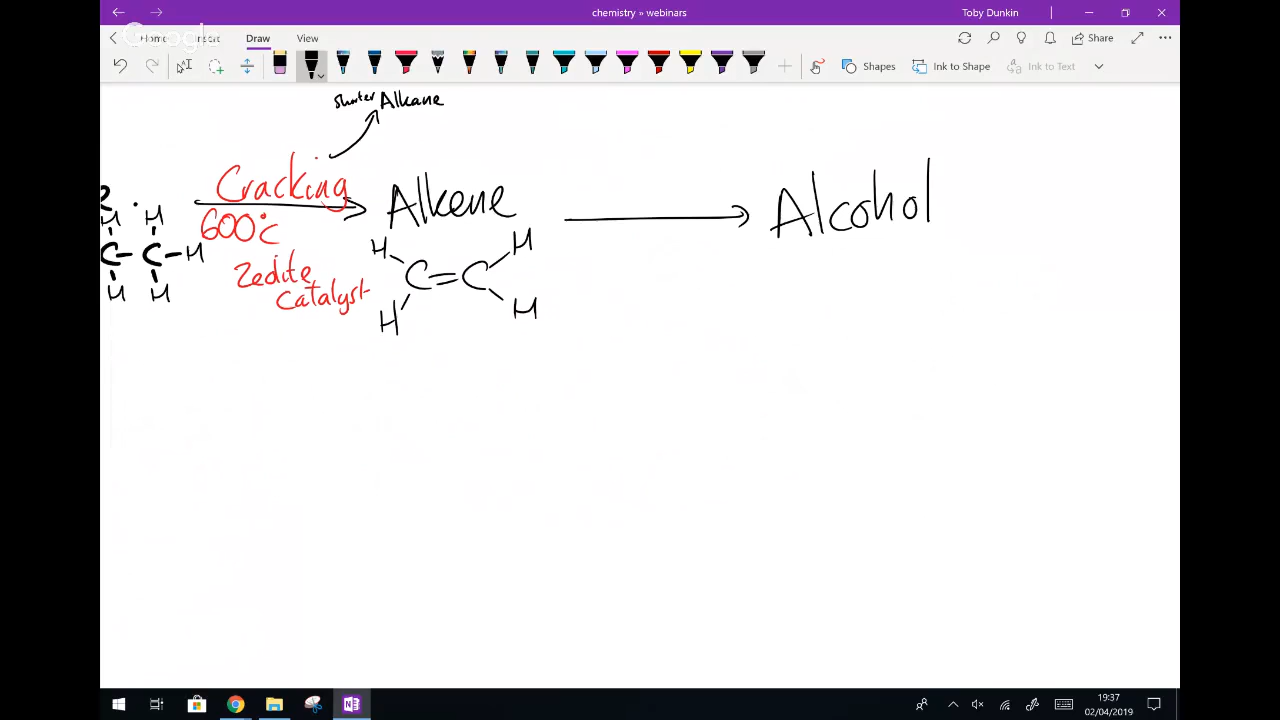 chemistry » webinars
Toby Dunkin
Google
Home
Draw
View
Share
Shapes
Ink to Shape
Ink to Text
shorter Alkane
Cracking
Alkene
Alcohol
600°C
H H
H H
C - C - H
H C = C H
H H
H H
Zeolite
Catalyst
19:37
02/04/2019